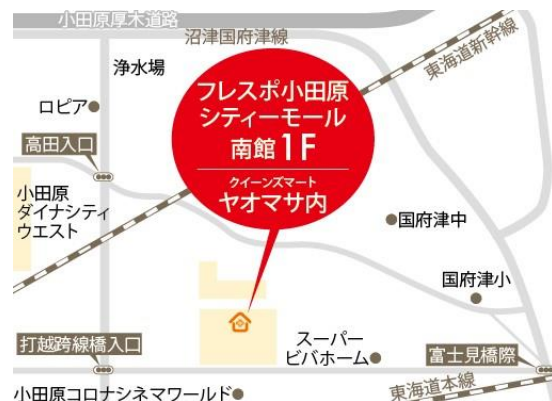 小田原厚木道路
沼津国府津線
東海道新幹線
浄水場
ロピア
高田入口
フレスポ小田原
シティーモール
南館1F
クイーンズマート
ヤオマサ内
小田原
ダイナシティ
ウエスト
国府津中
国府津小
打越跨線橋入口
スーパー
ビバホーム
富士見橋際
小田原コロナシネマワールド
東海道本線